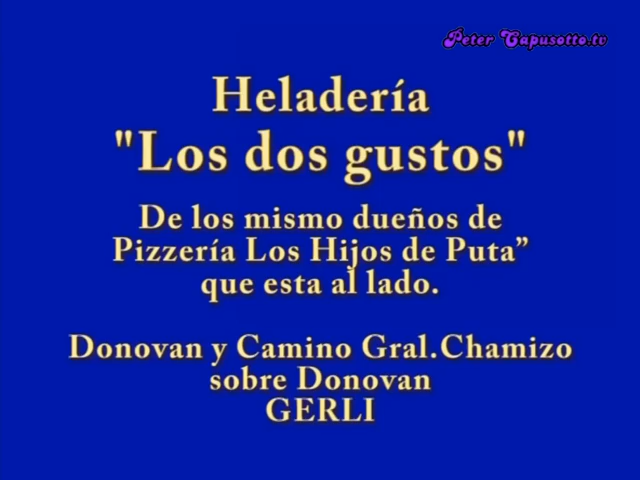 Peter Capusotto.tv
Heladería
"Los dos gustos"
De los mismo dueños de
Pizzería Los Hijos de Puta”
que esta al lado.
Donovan y Camino Gral.Chamizo
sobre Donovan
GERLI